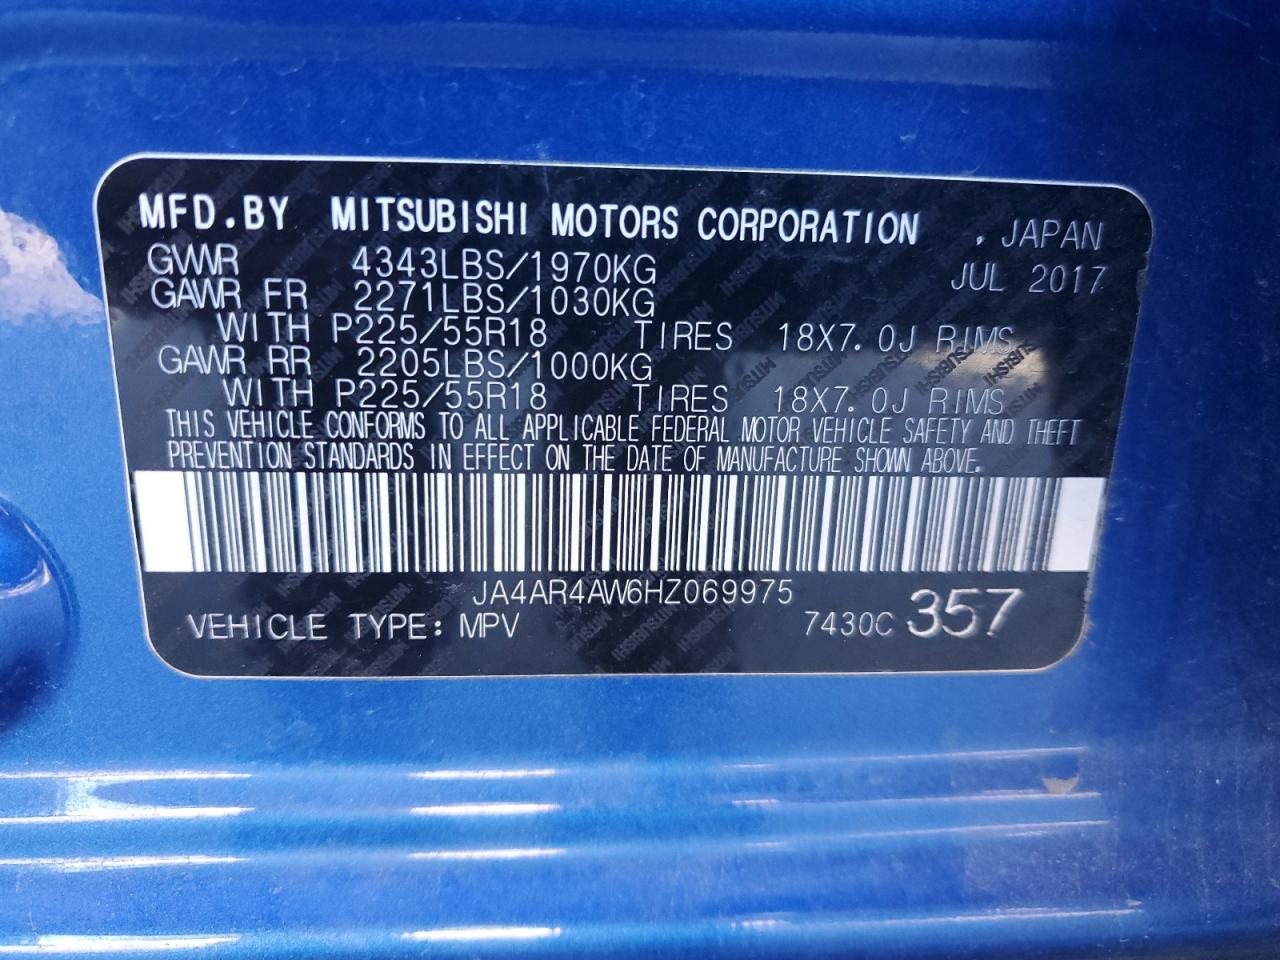 MFD.BY MITSUBISHI MOTORS CORPORATION , JAPAN
GWWR 4343LBS/1970KG JUL 2017
GAWR FR 2271LBS/1030KG
WITH P225/55R18 TIRES 18X7.0J RIMS
GAWR RR 2205LBS/1000KG
WITH P225/55R18 TIRES 18X7.0J RIMS
THIS VEHICLE CONFORMS TO ALL APPLICABLE FEDERAL MOTOR VEHICLE SAFETY AND THEFT
PREVENTION STANDARDS IN EFFECT ON THE DATE OF MANUFACTURE SHOWN ABOVE.
JA4AR4AW6HZ069975
VEHICLE TYPE: MPV 7430C 357